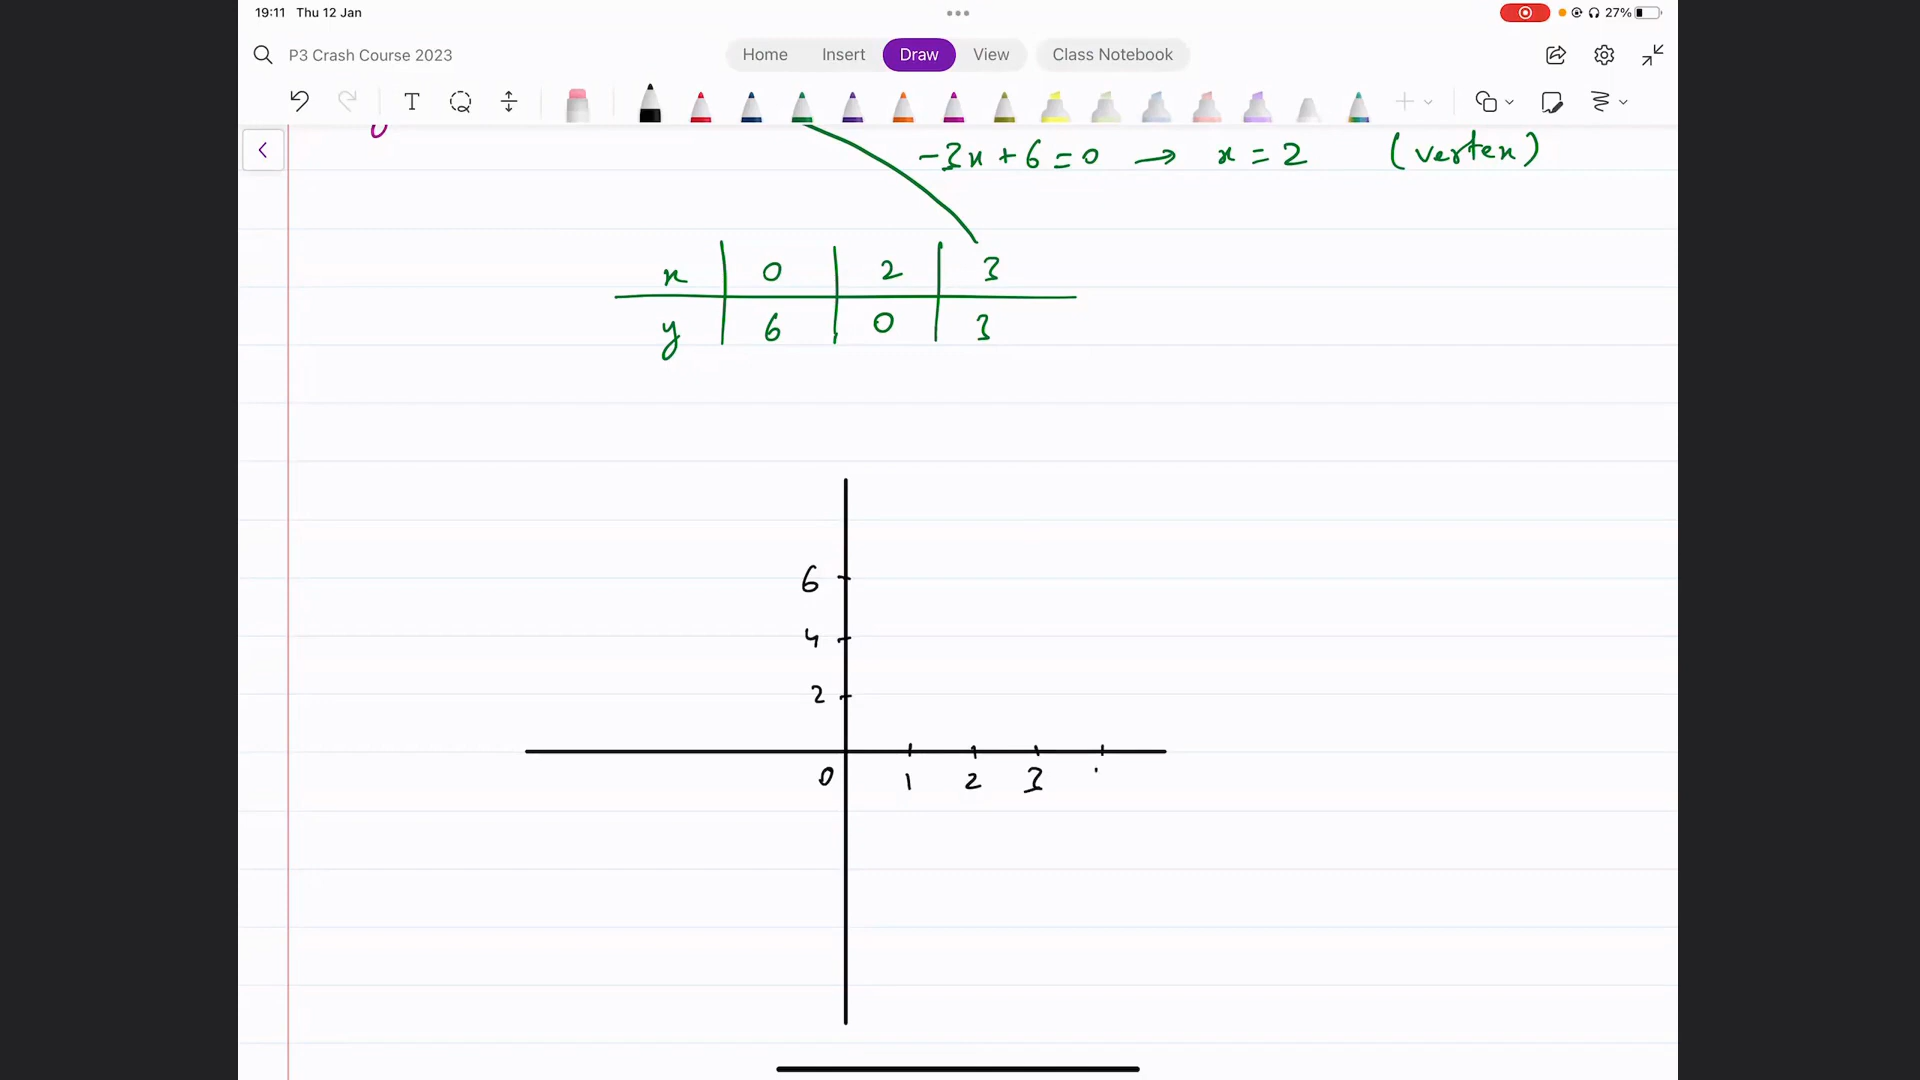 19:11 Thu 12 Jan 27%
P3 Crash Course 2023 Home Insert Draw View Class Notebook
T
-3x + 6 = 0 → x = 2 (vertex)
x 0 2 3
y 6 0 3
6
4
2
0 1 2 3